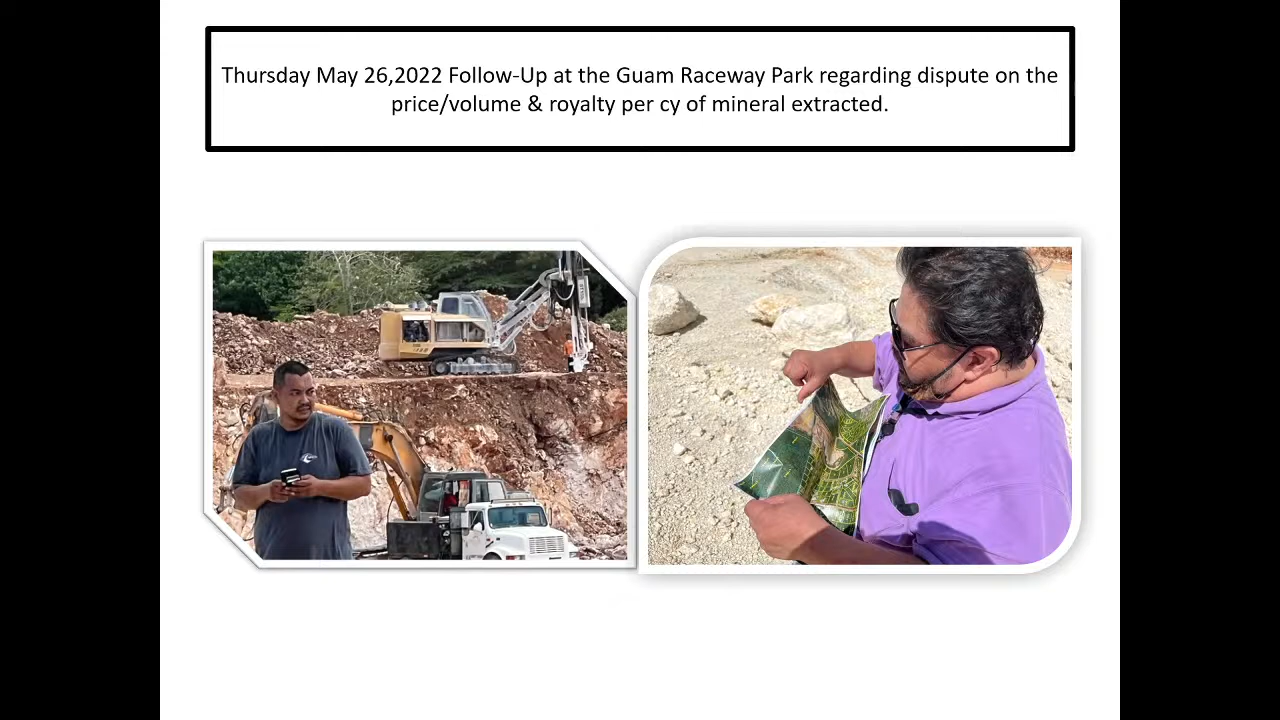 Thursday May 26,2022 Follow-Up at the Guam Raceway Park regarding dispute on the
price/volume & royalty per cy of mineral extracted.